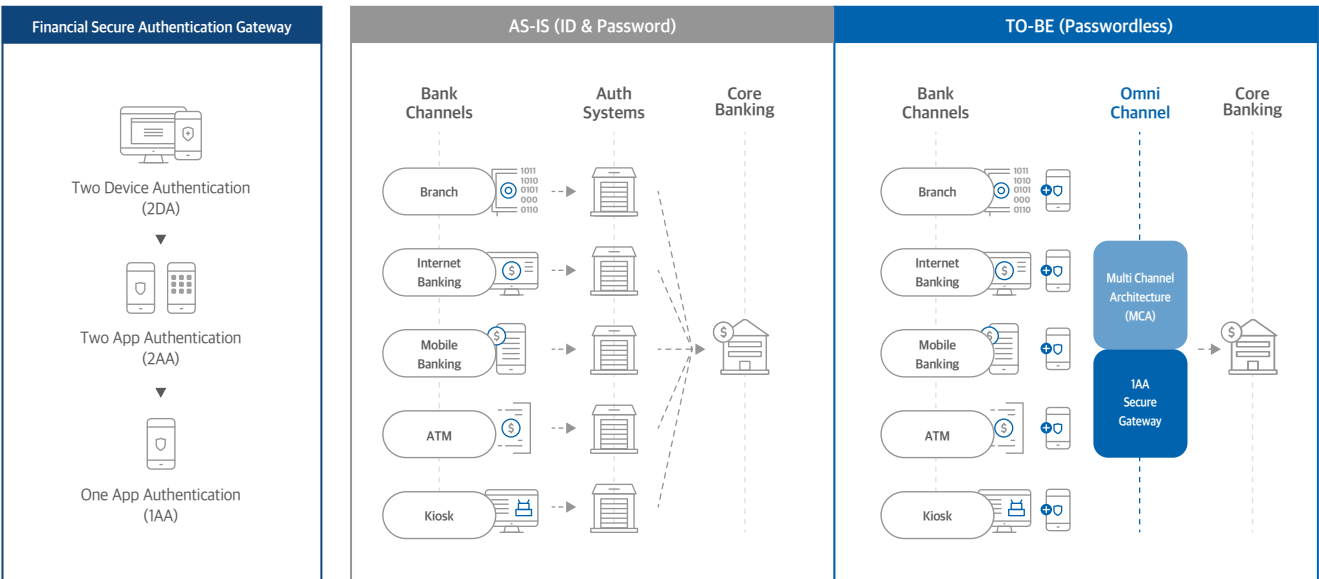 Financial Secure Authentication Gateway
Two Device Authentication
(2DA)
Two App Authentication
(2AA)
One App Authentication
(1AA)
AS-IS (ID & Password)
Bank
Channels
Auth
Systems
Core
Banking
Branch
1011
1010
0101
000
0110
Internet
Banking
$
Mobile
Banking
$
$
ATM
$
Kiosk
TO-BE (Passwordless)
Bank
Channels
Omni
Channel
Core
Banking
Branch
1011
1010
0101
000
0110
Internet
Banking
$
Mobile
Banking
$
ATM
$
Kiosk
Multi Channel
Architecture
(MCA)
1AA
Secure
Gateway
$